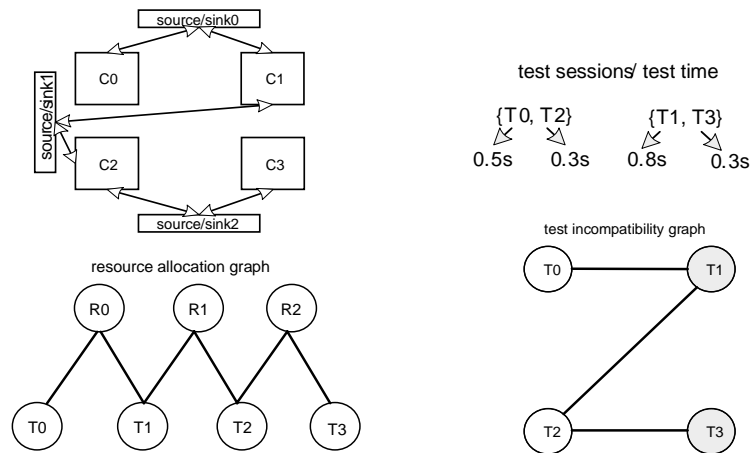 source/sink0
C0
C1
source/sink1
C2
C3
source/sink2
test sessions/ test time
{T0, T2}
{T1, T3}
0.5s
0.3s
0.8s
0.3s
resource allocation graph
R0
R1
R2
T0
T1
T2
T3
test incompatibility graph
T0
T1
T2
T3